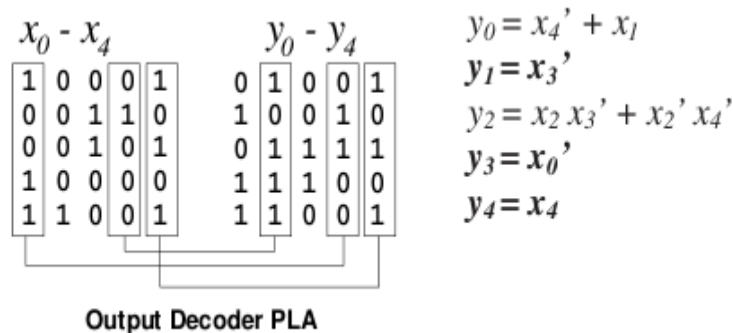 x₀ - x₄ y₀ - y₄
1 0 0 0 1 0 1 0 0 1
0 0 1 1 0 1 0 0 1 0
0 0 1 0 1 0 1 1 1 1
1 0 0 0 0 1 1 1 0 0
1 1 0 0 1 1 1 0 0 1
y₀ = x₄' + x₁
y₁ = x₃'
y₂ = x₂ x₃' + x₂' x₄'
y₃ = x₀'
y₄ = x₄
Output Decoder PLA